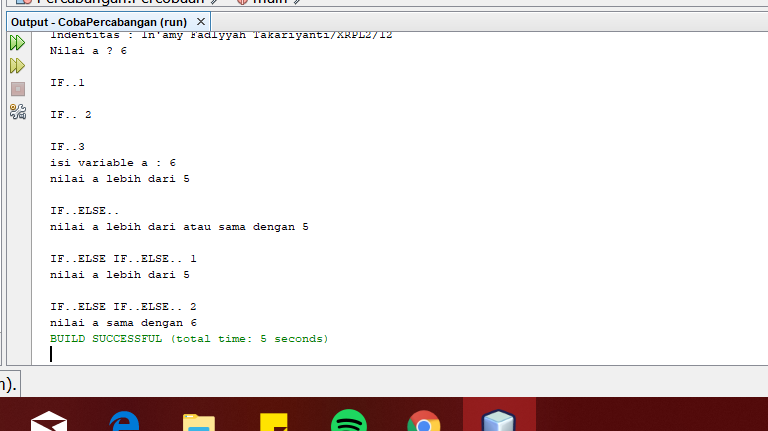 Percabangan.Percobaan
main
Output - CobaPercabangan (run)
Indentitas : In'amy Fadlyyah Takariyanti/XRPL2/12
Nilai a ? 6
IF..1
IF.. 2
IF..3
isi variable a : 6
nilai a lebih dari 5
IF..ELSE..
nilai a lebih dari atau sama dengan 5
IF..ELSE IF..ELSE.. 1
nilai a lebih dari 5
IF..ELSE IF..ELSE.. 2
nilai a sama dengan 6
BUILD SUCCESSFUL (total time: 5 seconds)
).